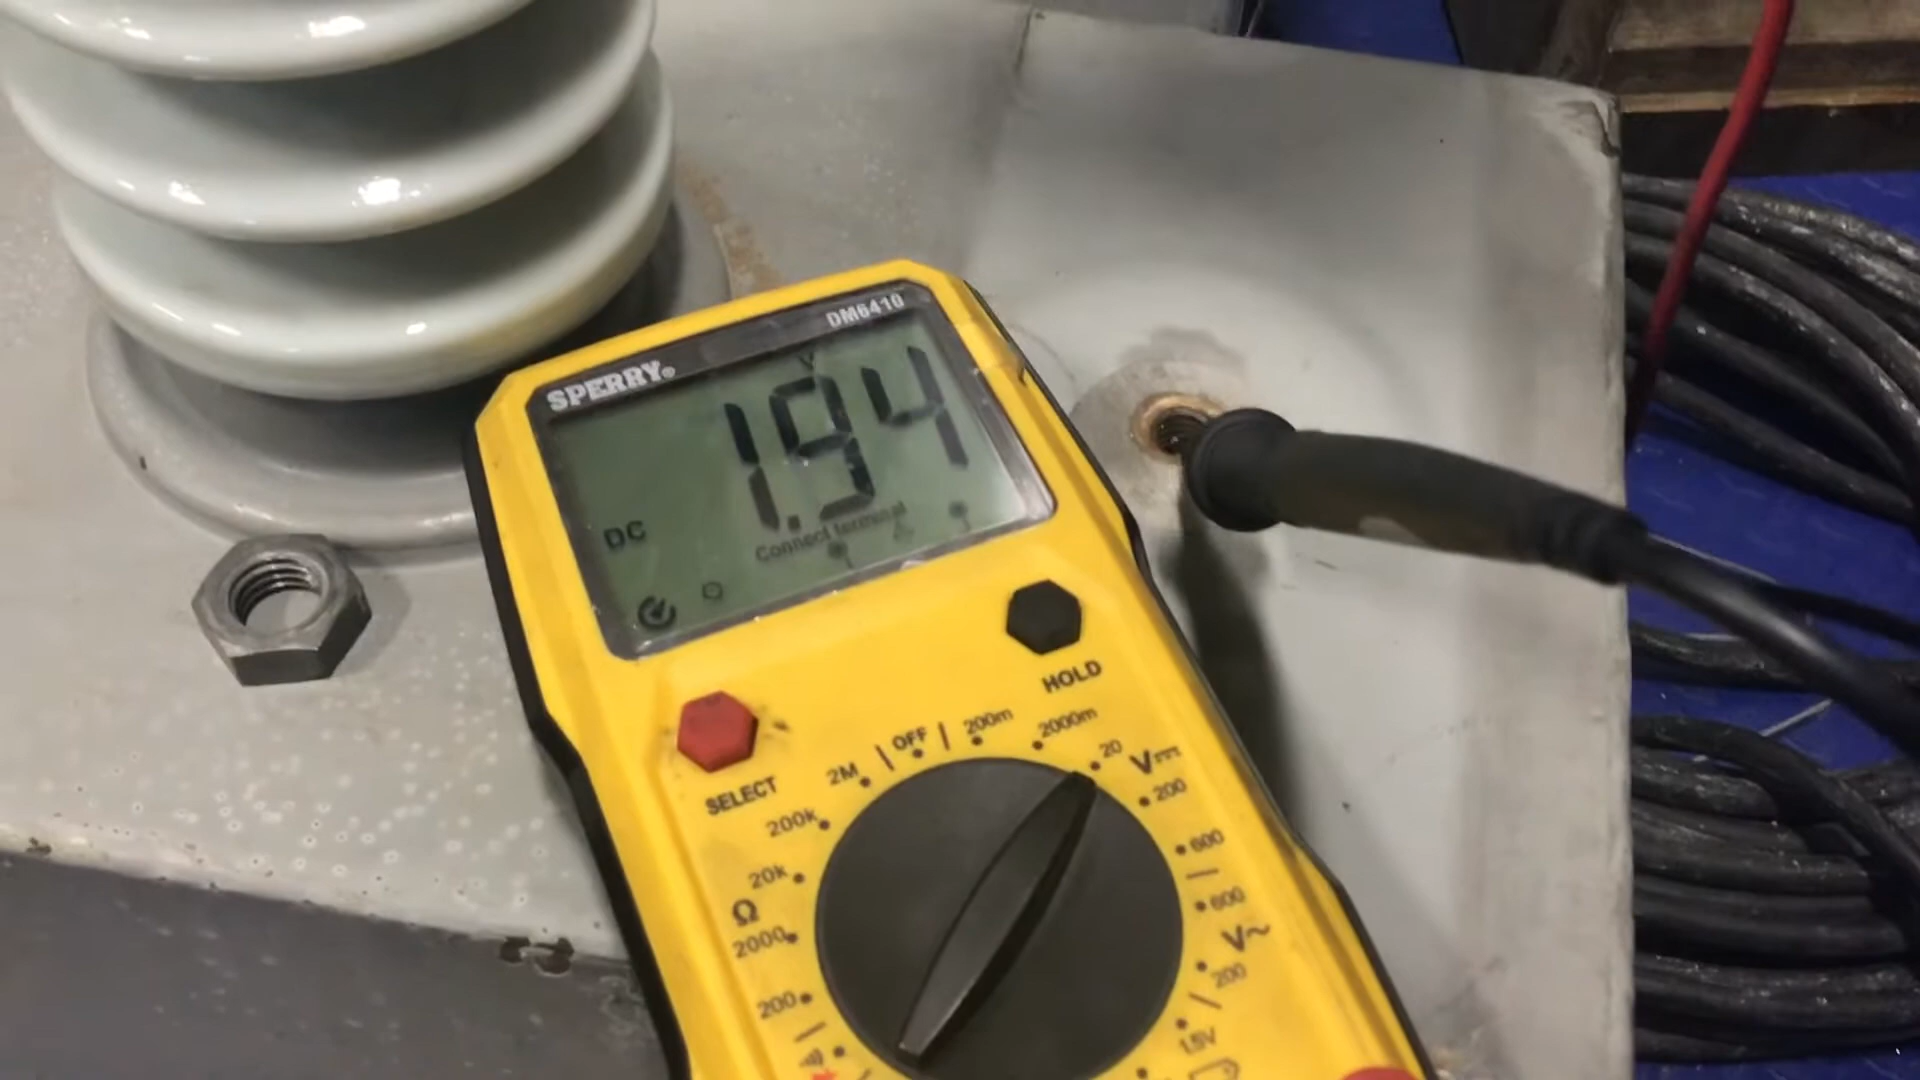 SPERRY®
DM6410
V
1.94
DC
Connect terminal
HOLD
SELECT
OFF
200m
2000m
20
V
200
600
600
V~
200
1.5V
2M
200k
20k
Ω
2000
200